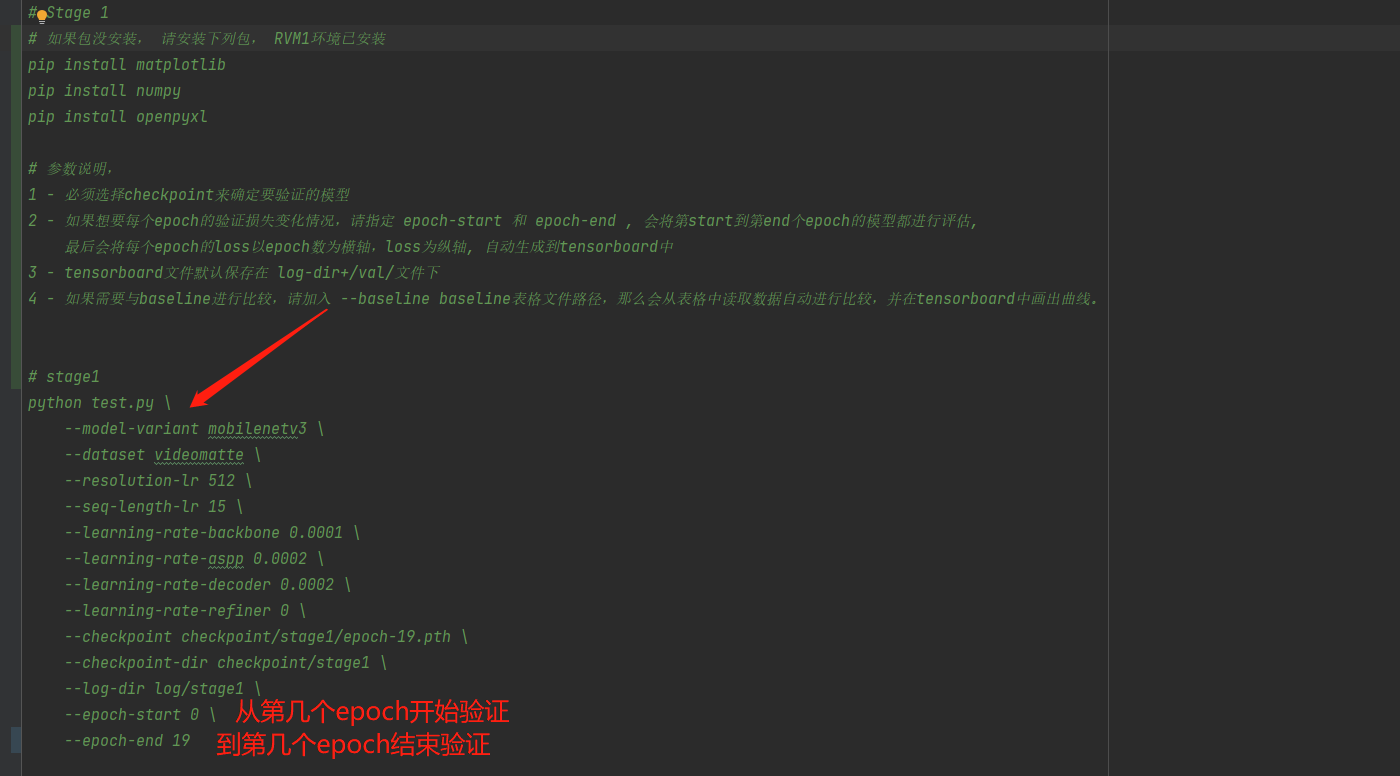 # Stage 1
# 如果包没安装， 请安装下列包， RVM1环境已安装
pip install matplotlib
pip install numpy
pip install openpyxl
# 参数说明，
1 - 必须选择checkpoint来确定要验证的模型
2 - 如果想要每个epoch的验证损失变化情况，请指定 epoch-start 和 epoch-end , 会将第start到第end个epoch的模型都进行评估,
最后会将每个epoch的loss以epoch数为横轴，loss为纵轴, 自动生成到tensorboard中
3 - tensorboard文件默认保存在 log-dir+/val/文件下
4 - 如果需要与baseline进行比较，请加入 --baseline baseline表格文件路径，那么会从表格中读取数据自动进行比较，并在tensorboard中画出曲线.
# stage1
python test.py \
--model-variant mobilenetv3 \
--dataset videomatte \
--resolution-lr 512 \
--seq-length-lr 15 \
--learning-rate-backbone 0.0001 \
--learning-rate-aspp 0.0002 \
--learning-rate-decoder 0.0002 \
--learning-rate-refiner 0 \
--checkpoint checkpoint/stage1/epoch-19.pth \
--checkpoint-dir checkpoint/stage1 \
--log-dir log/stage1 \
--epoch-start 0 \ 从第几个epoch开始验证
--epoch-end 19 到第几个epoch结束验证